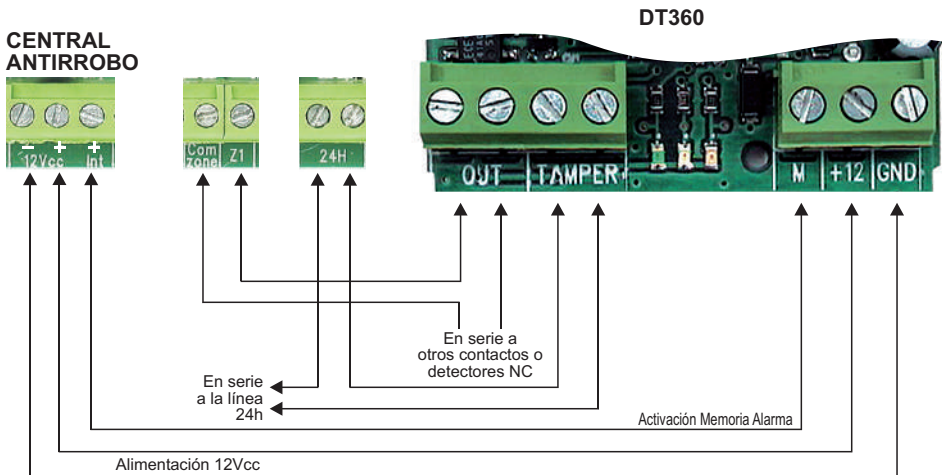 DT360
CENTRAL
ANTIRROBO
- + +
12Vcc int
Com
zone Z1
24H
OUT TAMPER
M +12 GND
En serie a
otros contactos o
detectores NC
En serie
a la línea
24h
Activación Memoria Alarma
Alimentación 12Vcc